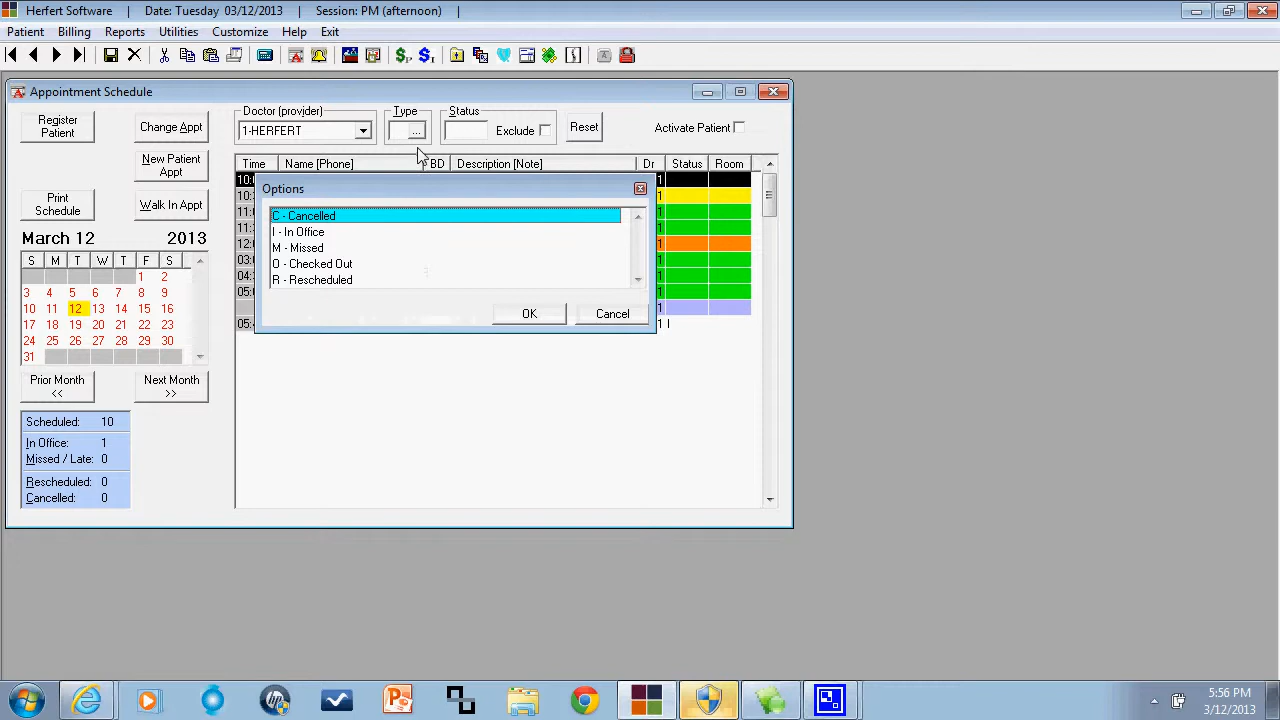 Herfert Software | Date: Tuesday 03/12/2013 | Session: PM (afternoon) |
Patient Billing Reports Utilities Customize Help Exit
Appointment Schedule
Register Patient
Change Appt
New Patient Appt
Print Schedule
Walk In Appt
Doctor (provider)
1-HERFERT
Type
...
Status
Exclude
Reset
Activate Patient
March 12 2013
S M T W T F S
1 2
3 4 5 6 7 8 9
10 11 12 13 14 15 16
17 18 19 20 21 22 23
24 25 26 27 28 29 30
31
Prior Month <<
Next Month >>
Scheduled: 10
In Office: 1
Missed / Late: 0
Rescheduled: 0
Cancelled: 0
Time Name [Phone] BD Description [Note] Dr Status Room
Options
C - Cancelled
I - In Office
M - Missed
O - Checked Out
R - Rescheduled
OK Cancel
1 I
5:56 PM
3/12/2013